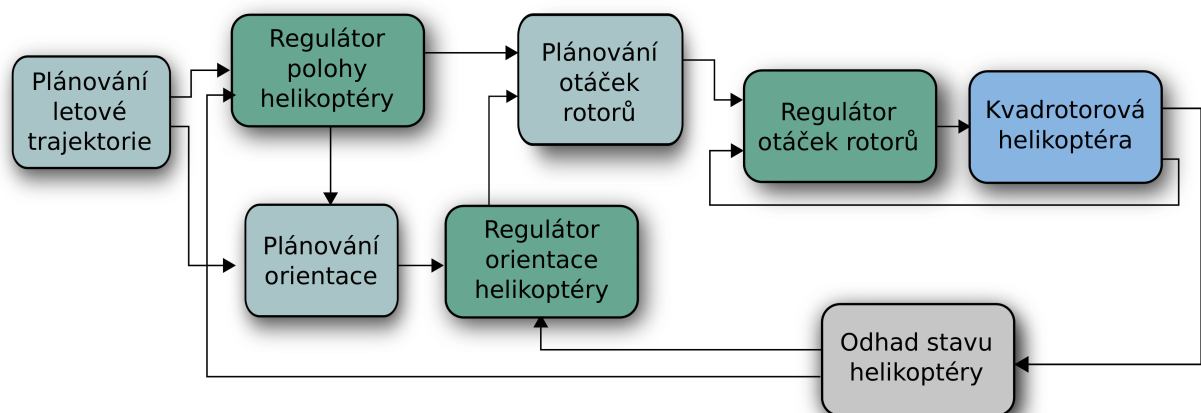 Plánování
letové
trajektorie
Regulátor
polohy
helikoptéry
Plánování
otáček
rotorů
Regulátor
otáček rotorů
Kvadrotorová
helikoptéra
Plánování
orientace
Regulátor
orientace
helikoptéry
Odhad stavu
helikoptéry